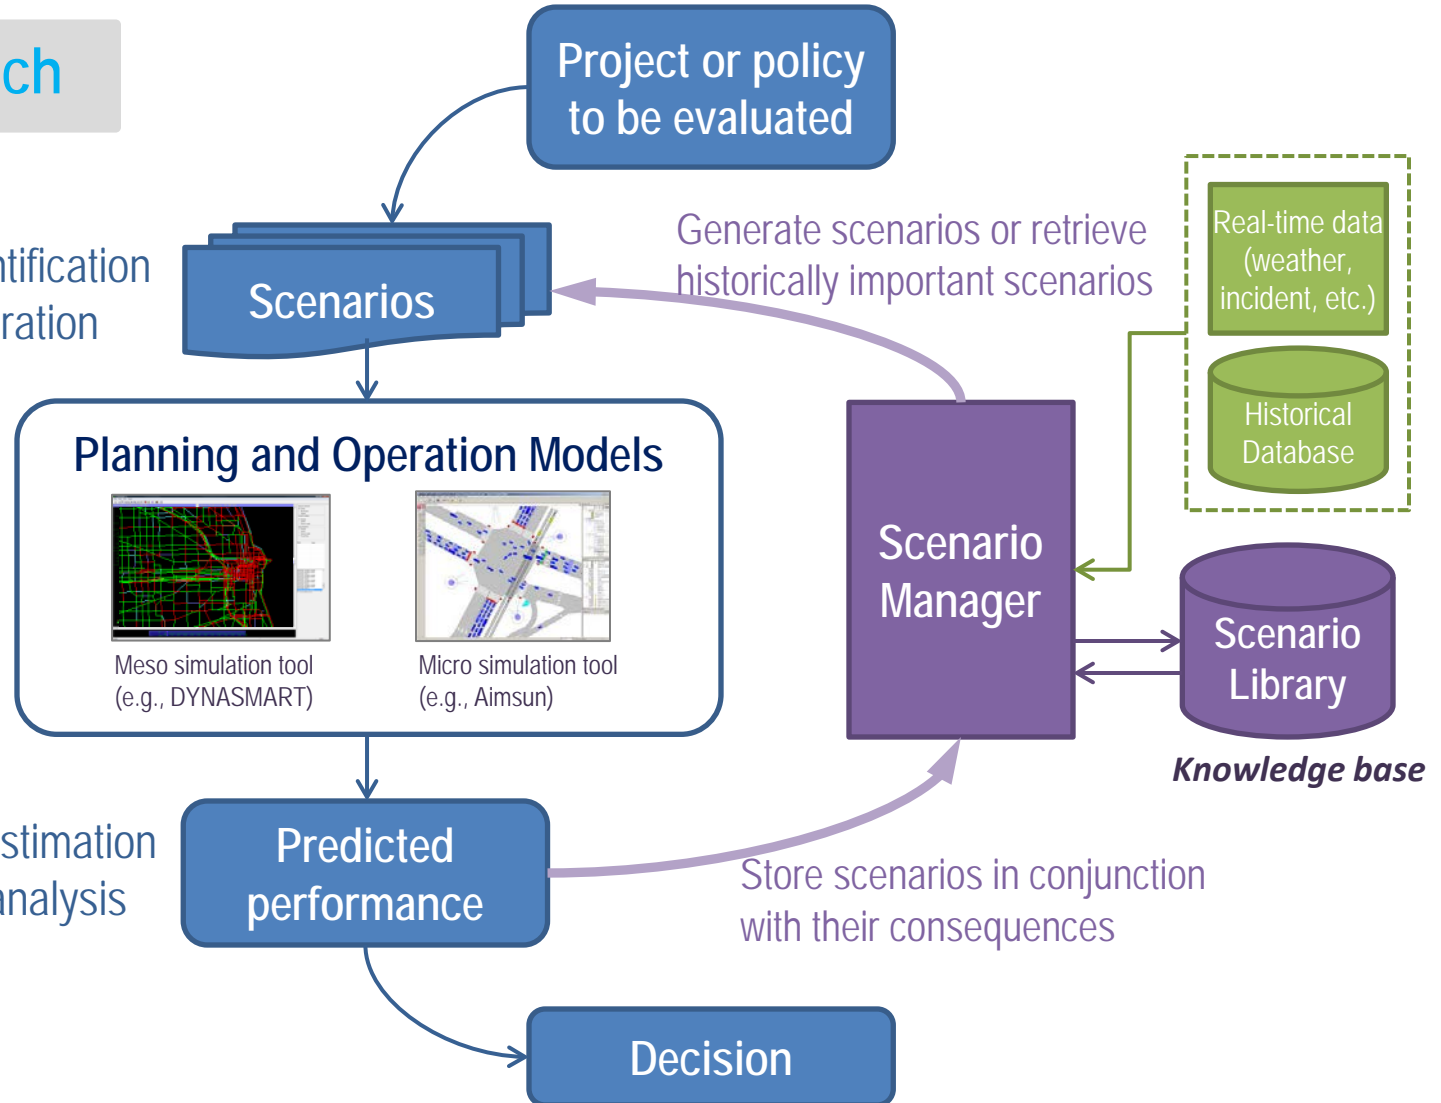 ch
Project or policy
to be evaluated
Generate scenarios or retrieve
historically important scenarios
Real-time data
(weather,
incident, etc.)
ntification
ration
Scenarios
Historical
Database
Planning and Operation Models
Meso simulation tool
(e.g., DYNASMART)
Micro simulation tool
(e.g., Aimsun)
Scenario
Manager
Scenario
Library
Knowledge base
stimation
analysis
Predicted
performance
Store scenarios in conjunction
with their consequences
Decision